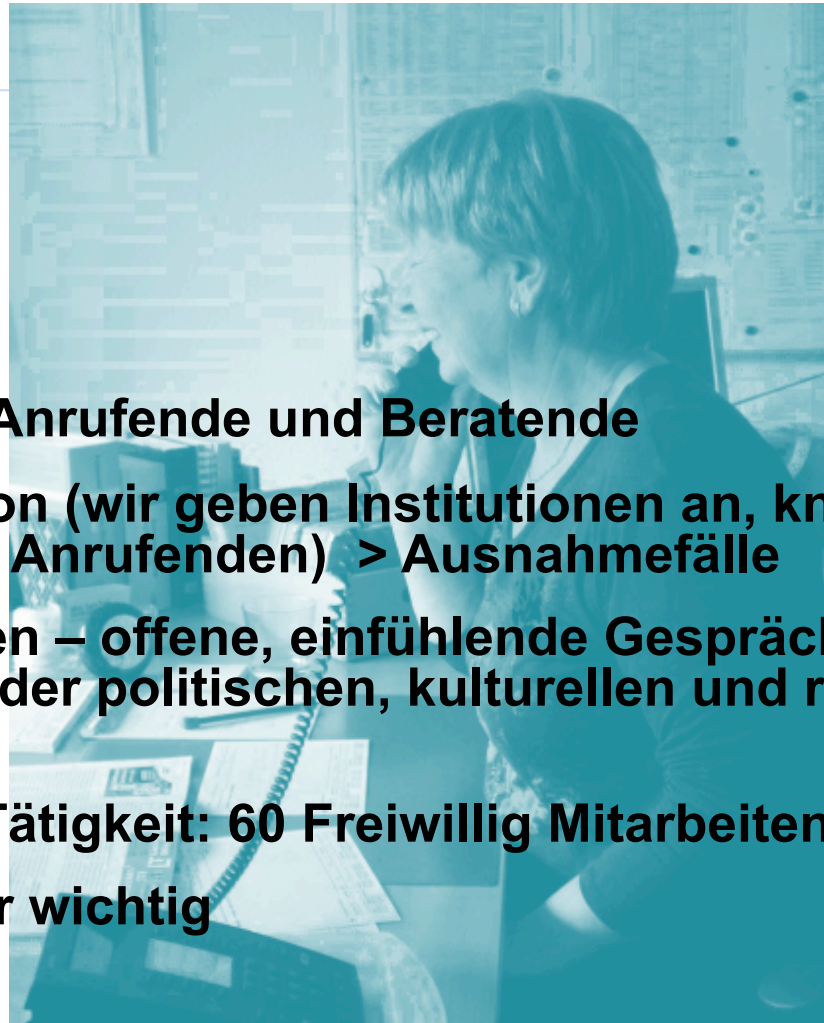 Anrufende und Beratende
on (wir geben Institutionen an, kn
Anrufenden) > Ausnahmefälle
en – offene, einfühlende Gespräch
der politischen, kulturellen und r
Tätigkeit: 60 Freiwillig Mitarbeiten
r wichtig